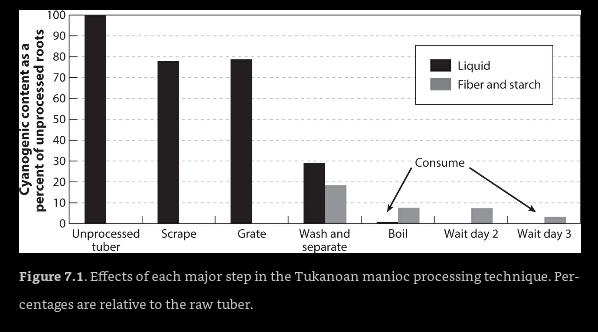 Cyanogenic content as a
percent of unprocessed roots
100
90
80
70
60
50
40
30
20
10
0
Liquid
Fiber and starch
Consume
Unprocessed
tuber
Scrape
Grate
Wash and
separate
Boil
Wait day 2
Wait day 3
Figure 7.1. Effects of each major step in the Tukanoan manioc processing technique. Per-
centages are relative to the raw tuber.